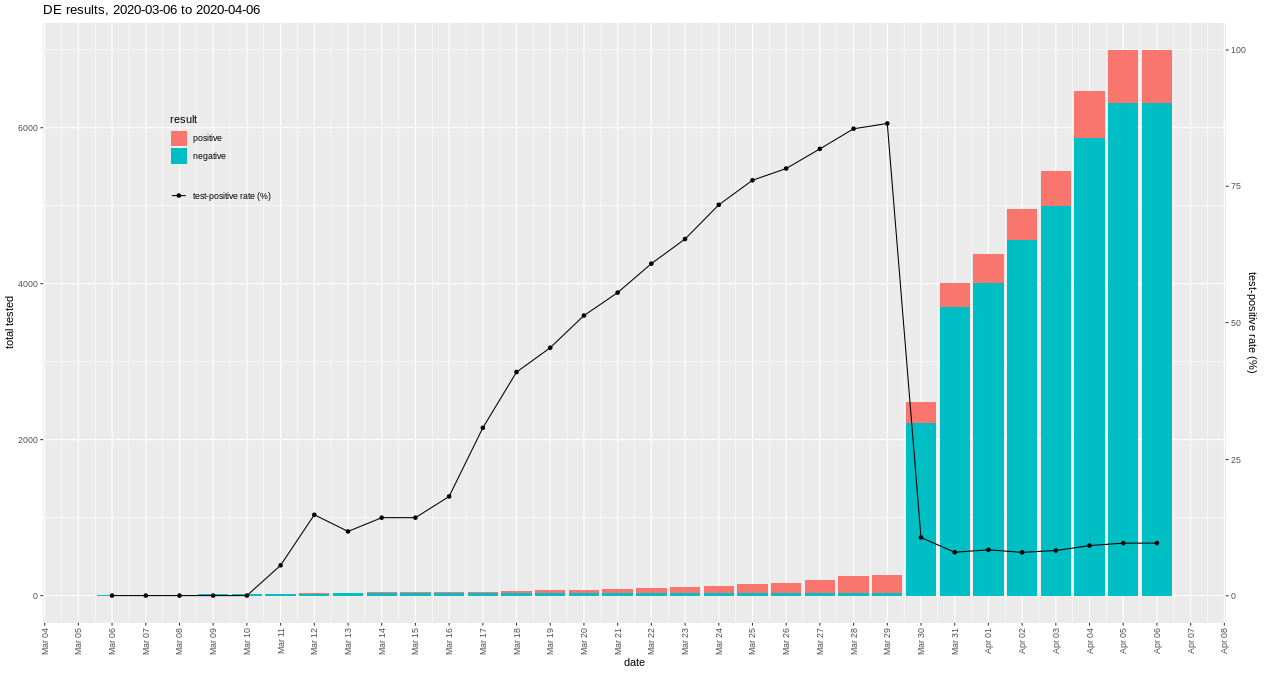 DE results, 2020-03-06 to 2020-04-06
total tested
6000
4000
2000
0
result
positive
negative
test-positive rate (%)
100
75
50
25
0
test-positive rate (%)
Mar 04
Mar 05
Mar 06
Mar 07
Mar 08
Mar 09
Mar 10
Mar 11
Mar 12
Mar 13
Mar 14
Mar 15
Mar 16
Mar 17
Mar 18
Mar 19
Mar 20
Mar 21
Mar 22
Mar 23
Mar 24
Mar 25
Mar 26
Mar 27
Mar 28
Mar 29
Mar 30
Mar 31
Apr 01
Apr 02
Apr 03
Apr 04
Apr 05
Apr 06
Apr 07
Apr 08
date